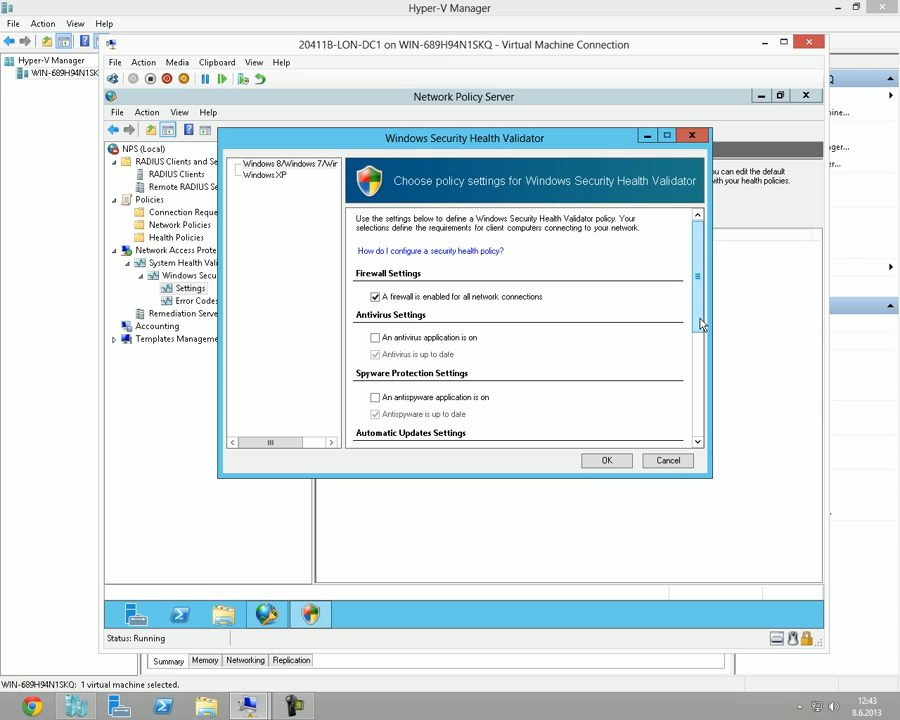 Hyper-V Manager
File Action View Help
Hyper-V Manager
WIN-689H94N1SK
20411B-LON-DC1 on WIN-689H94N1SKQ - Virtual Machine Connection
File Action Media Clipboard View Help
Network Policy Server
File Action View Help
NPS (Local)
RADIUS Clients and Se
RADIUS Clients
Remote RADIUS Se
Policies
Connection Reque
Network Policies
Health Policies
Network Access Prote
System Health Vali
Windows Secu
Settings
Error Codes
Remediation Serve
Accounting
Templates Manageme
ou can edit the default
with your health policies.
Windows Security Health Validator
Windows 8/Windows 7/Wir
Windows XP
Choose policy settings for Windows Security Health Validator
Use the settings below to define a Windows Security Health Validator policy. Your
selections define the requirements for client computers connecting to your network.
How do I configure a security health policy?
Firewall Settings
A firewall is enabled for all network connections
Antivirus Settings
An antivirus application is on
Antivirus is up to date
Spyware Protection Settings
An antispyware application is on
Antispyware is up to date
Automatic Updates Settings
OK Cancel
Q
ine...
ger...
er...
Status: Running
Summary Memory Networking Replication
WIN-689H94N1SKQ: 1 virtual machine selected.
12:43
8.6.2013